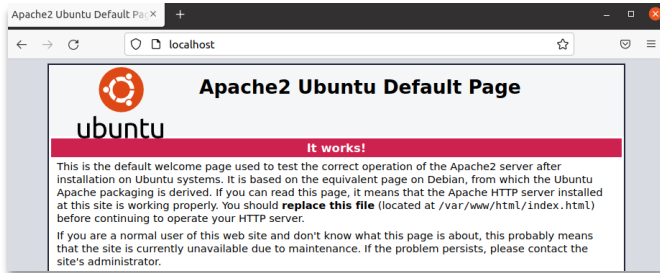 Apache2 Ubuntu Default Pa
localhost
Apache2 Ubuntu Default Page
ubuntu
It works!
This is the default welcome page used to test the correct operation of the Apache2 server after
installation on Ubuntu systems. It is based on the equivalent page on Debian, from which the Ubuntu
Apache packaging is derived. If you can read this page, it means that the Apache HTTP server installed
at this site is working properly. You should replace this file (located at /var/www/html/index.html)
before continuing to operate your HTTP server.
If you are a normal user of this web site and don't know what this page is about, this probably means
that the site is currently unavailable due to maintenance. If the problem persists, please contact the
site's administrator.